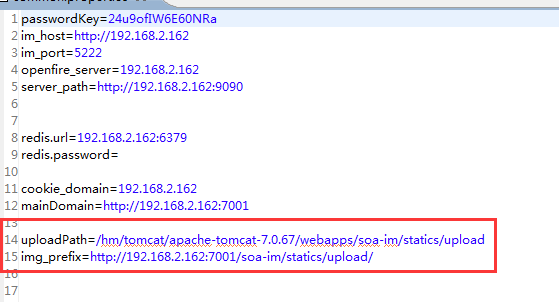 1 passwordKey=24u9ofIW6E60NRa
2 im_host=http://192.168.2.162
3 im_port=5222
4 openfire_server=192.168.2.162
5 server_path=http://192.168.2.162:9090
6
7
8 redis.url=192.168.2.162:6379
9 redis.password=
10
11 cookie_domain=192.168.2.162
12 mainDomain=http://192.168.2.162:7001
13
14 uploadPath=/hm/tomcat/apache-tomcat-7.0.67/webapps/soa-im/statics/upload
15 img_prefix=http://192.168.2.162:7001/soa-im/statics/upload/
16
17